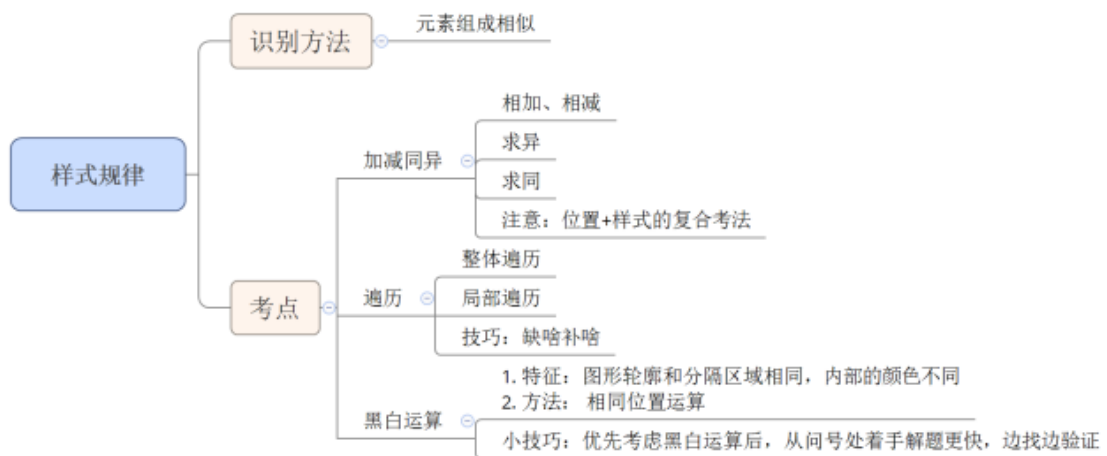 样式规律
识别方法
元素组成相似
考点
加减同异
相加、相减
求异
求同
注意：位置+样式的复合考法
遍历
整体遍历
局部遍历
技巧：缺啥补啥
黑白运算
1. 特征：图形轮廓和分隔区域相同，内部的颜色不同
2. 方法： 相同位置运算
小技巧：优先考虑黑白运算后，从问号处着手解题更快，边找边验证